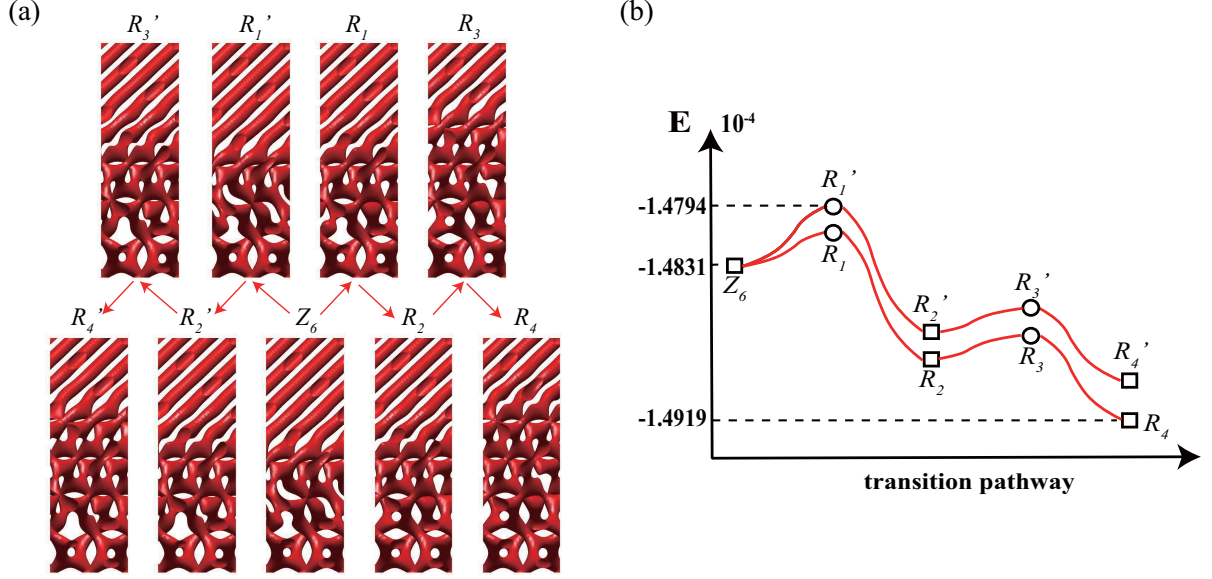 (a)
R₃' R₁' R₁ R₃
R₄' R₂' Z₆ R₂ R₄
(b)
E 10⁻⁴
R₁'
-1.4794
R₁
-1.4831
Z₆
R₂' R₃'
R₂ R₃
R₄'
-1.4919
R₄
transition pathway